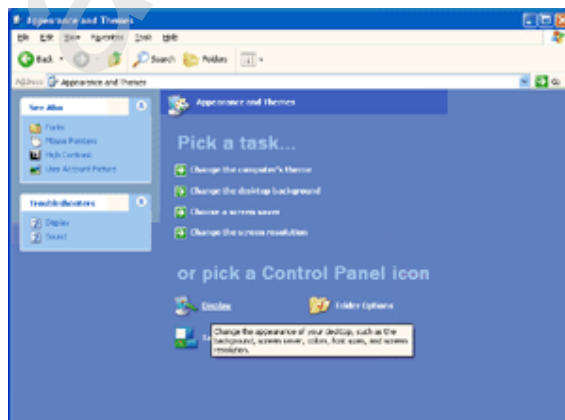 Appearance and Themes
File Edit View Favorites Tools Help
Back Search Folders
Address Appearance and Themes Go
See Also
Fonts
Mouse Pointers
High Contrast
User Account Picture
Troubleshooters
Display
Sound
Appearance and Themes
Pick a task...
Change the computer's theme
Change the desktop background
Choose a screen saver
Change the screen resolution
or pick a Control Panel icon
Display Folder Options
Change the appearance of your desktop, such as the
background, screen saver, colors, font sizes, and screen
resolution.